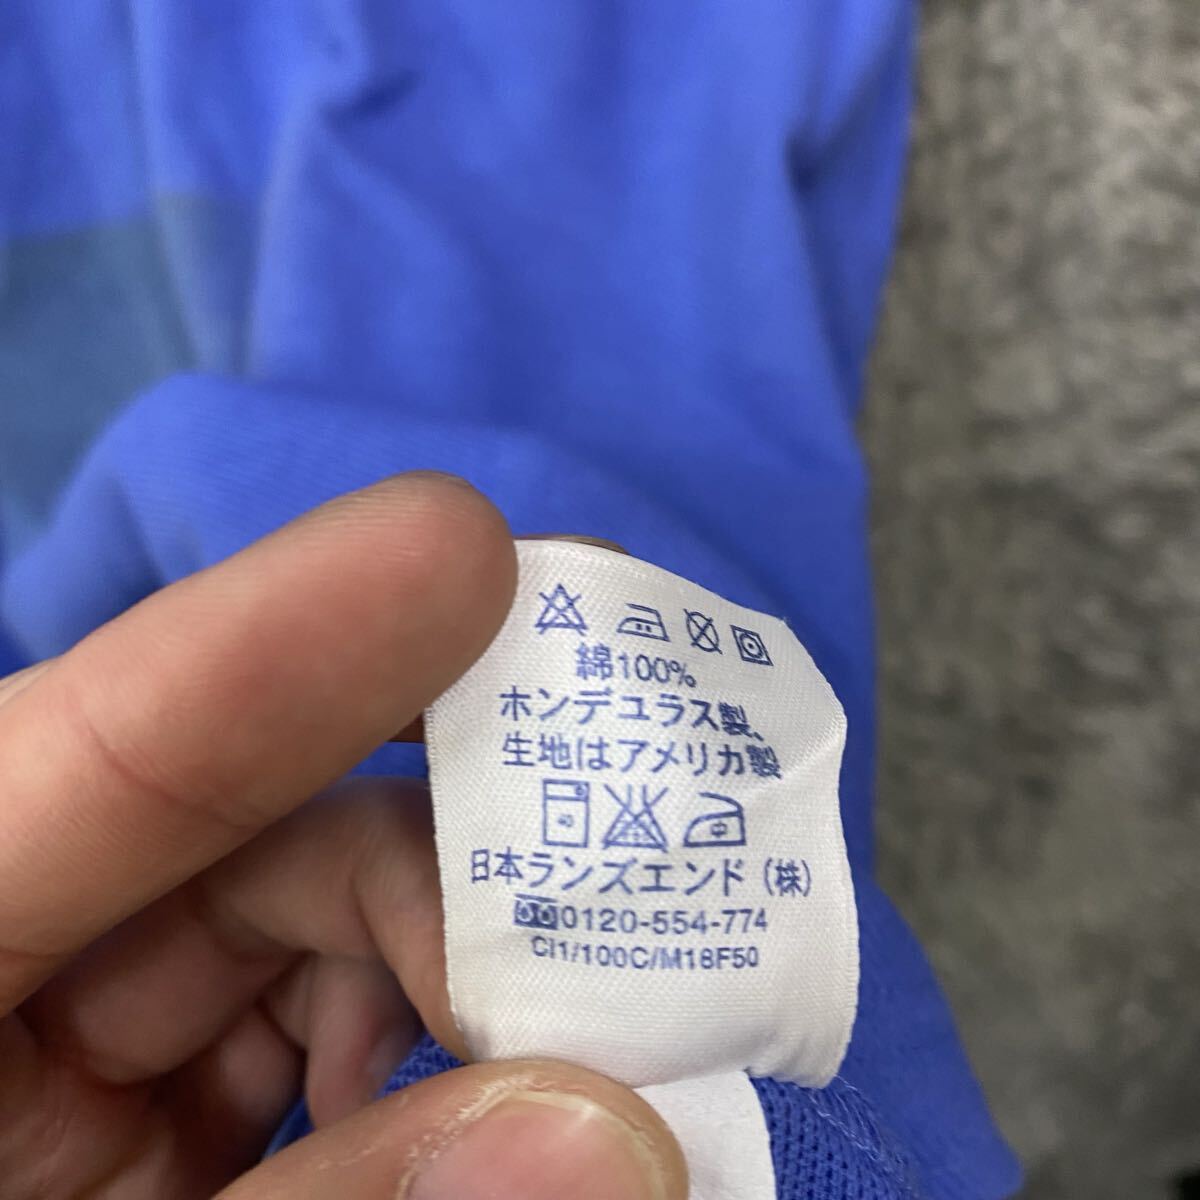 綿100%
ホンデュラス製、
生地はアメリカ製
40
日本ランズエンド(株)
0120-554-774
CI1/100C/M18F50